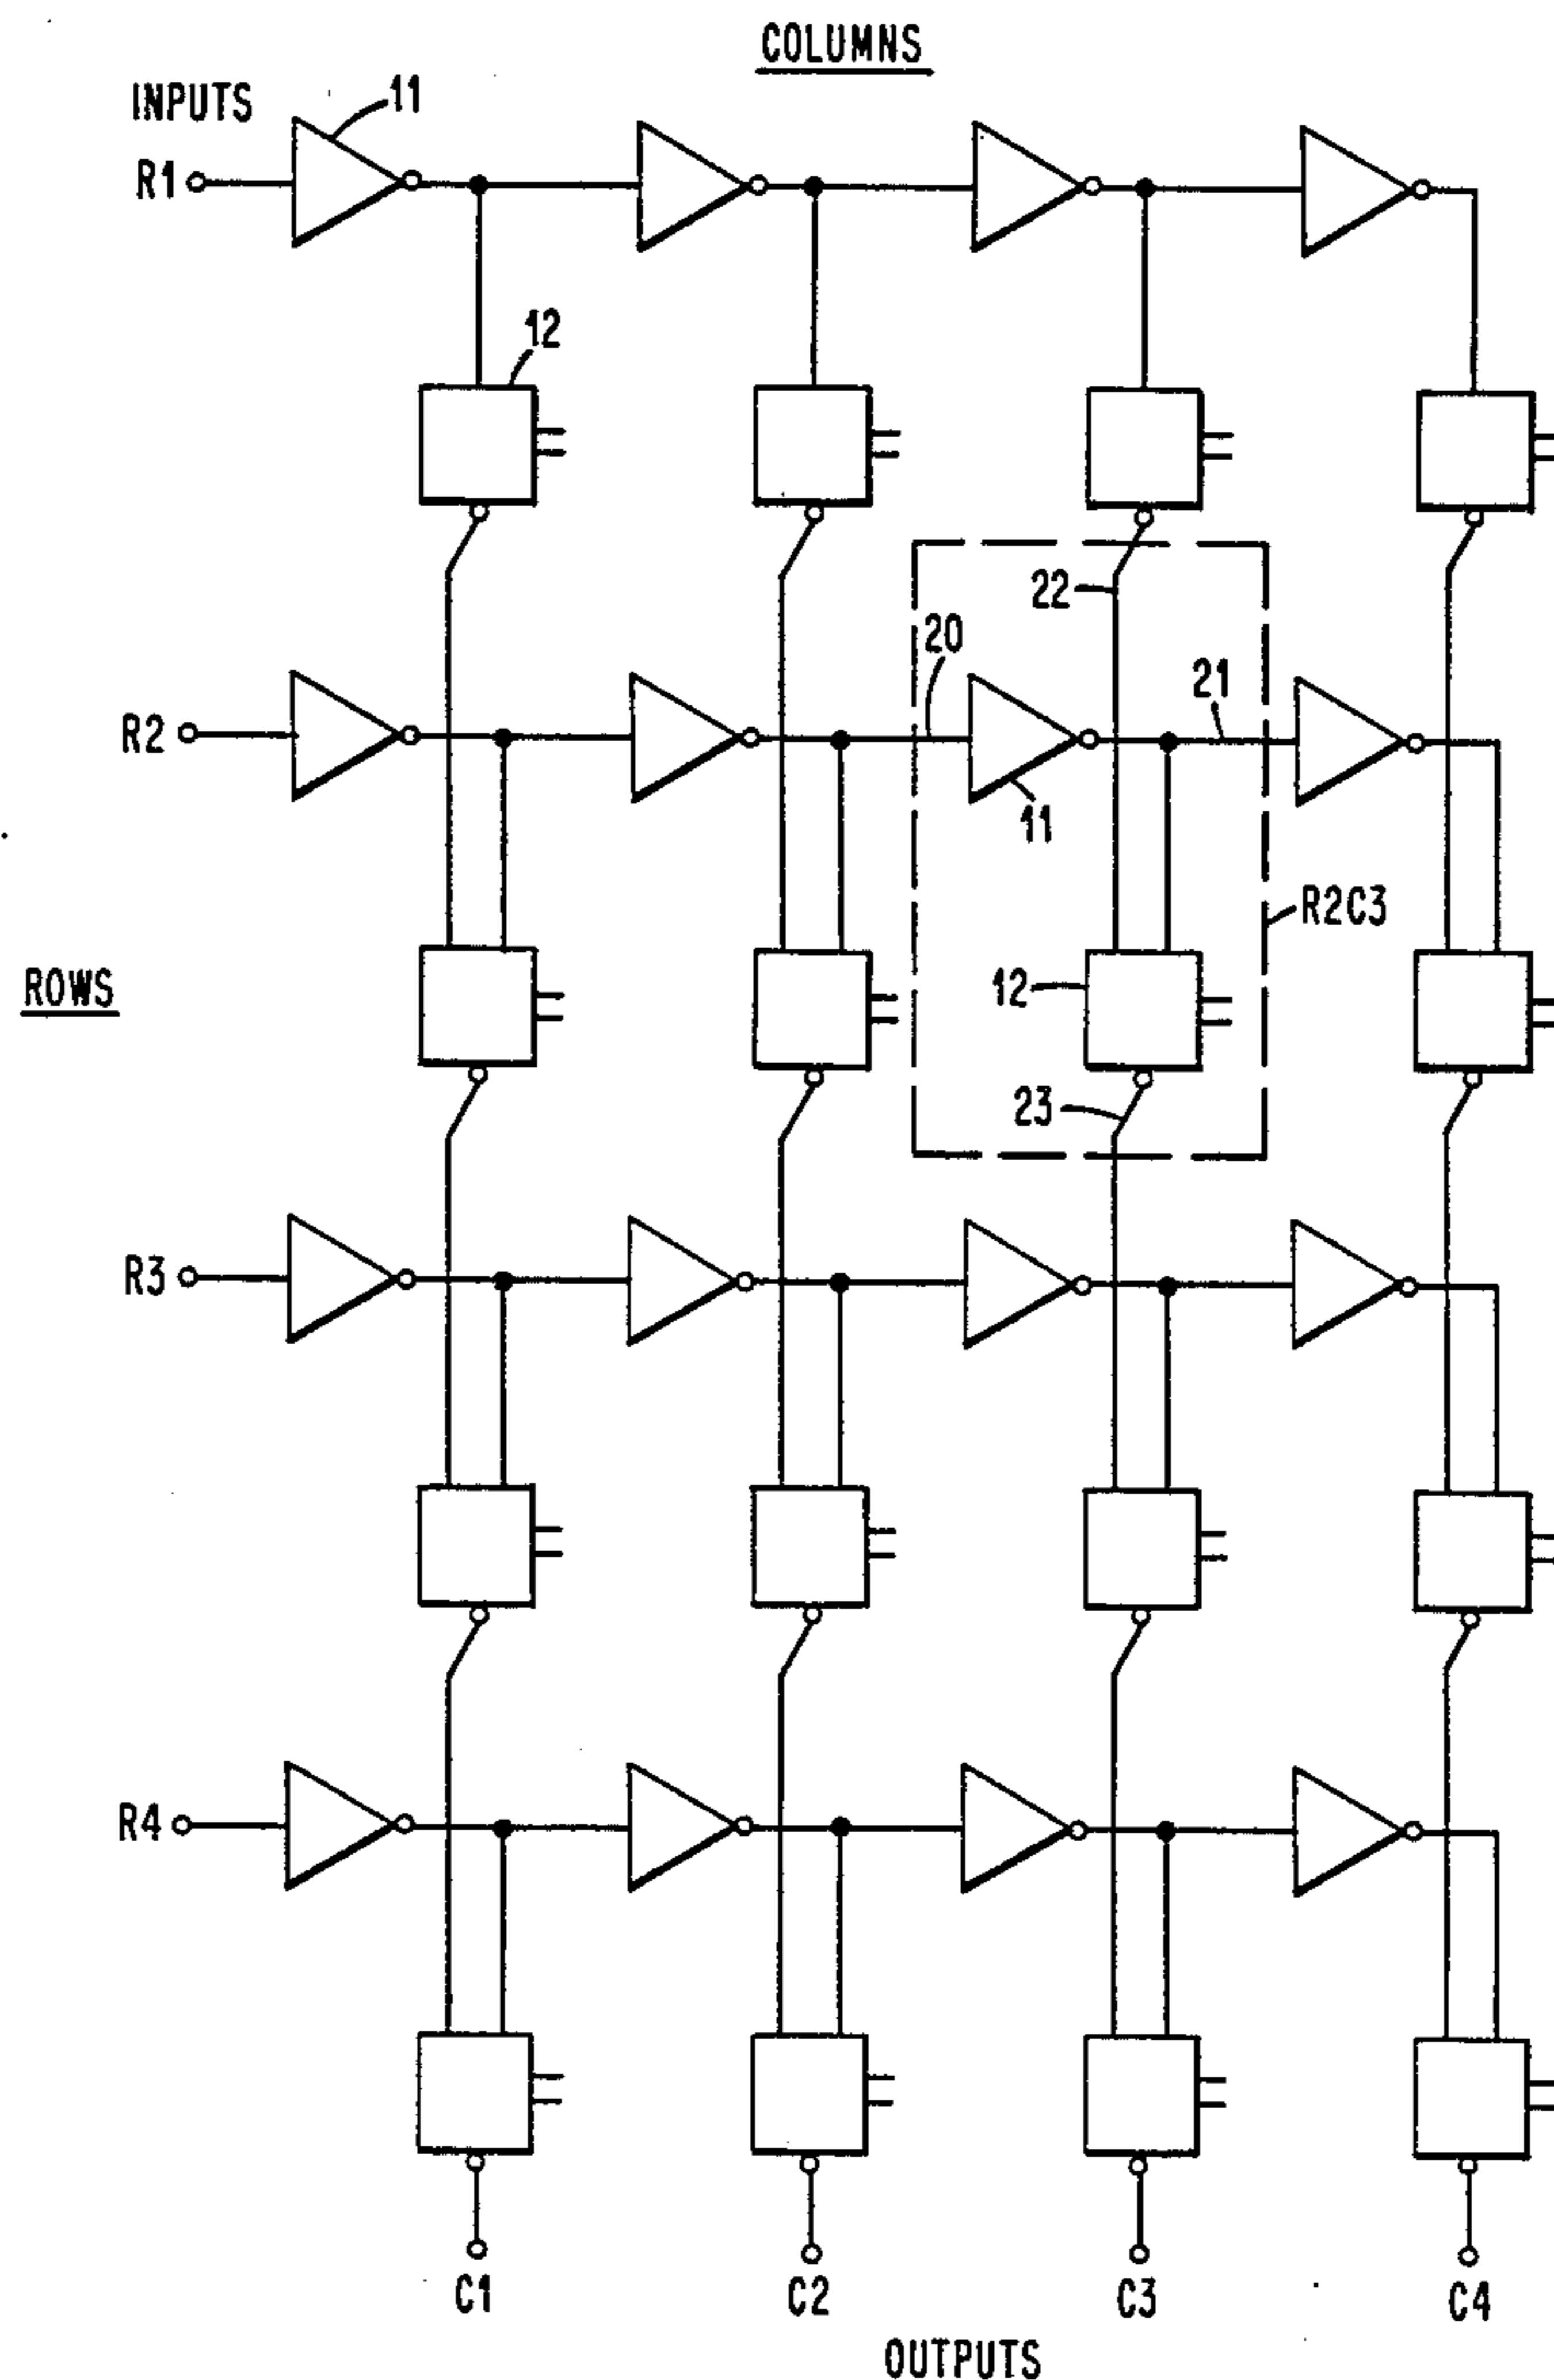 COLUMNS
INPUTS
11
R1
12
22
20
21
R2
11
R2C3
12
ROWS
23
R3
R4
C1
C2
C3
C4
OUTPUTS